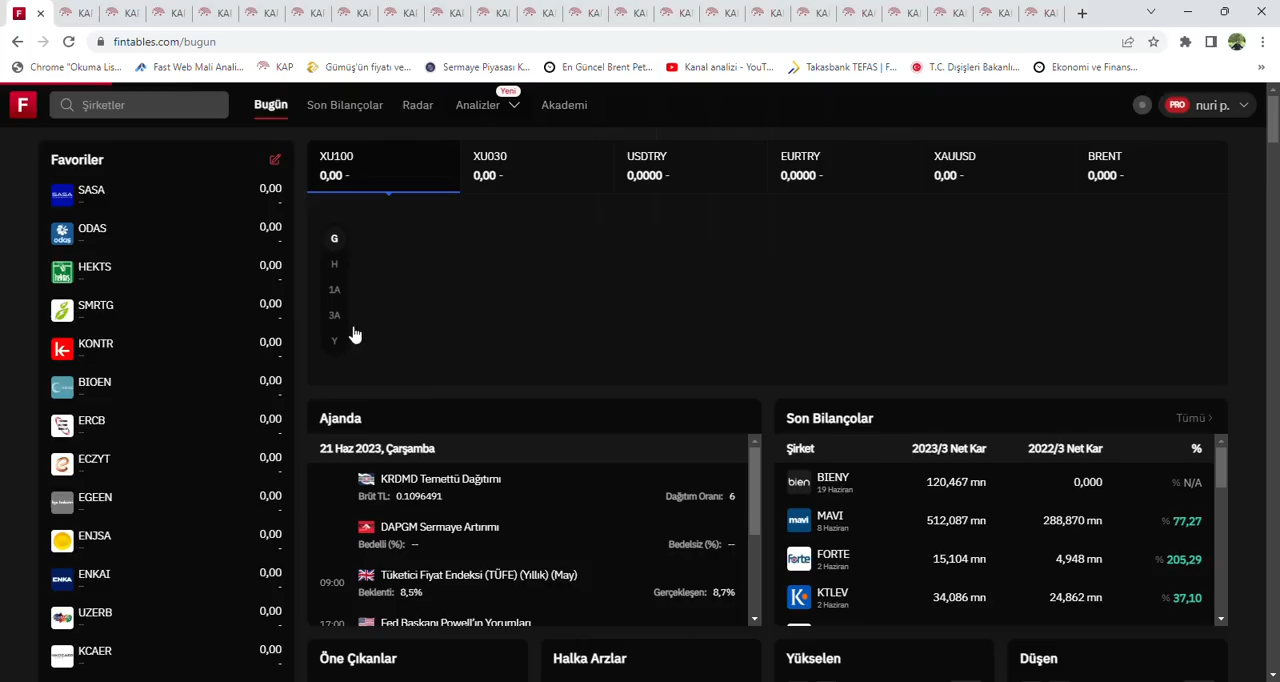 KAP
fintables.com/bugun
Chrome "Okuma Lis...
Fast Web Mali Anali...
KAP
Gümüş'ün fiyatı ve...
Sermaye Piyasası K...
En Güncel Brent Pet...
Kanal analizi - YouT...
Takasbank TEFAS | F...
T.C. Dışişleri Bakanlı...
Ekonomi ve Finans...
»
F
Şirketler
Bugün
Son Bilançolar
Radar
Analizler
Yeni
Akademi
PRO
nuri p.
Favoriler
SASA
0,00
--
-
ODAS
0,00
--
-
HEKTS
0,00
--
-
SMRTG
0,00
--
-
KONTR
0,00
--
-
BIOEN
0,00
--
-
ERCB
0,00
--
-
ECZYT
0,00
--
-
EGEEN
0,00
--
-
ENJSA
0,00
--
-
ENKAI
0,00
--
-
UZERB
0,00
--
-
KCAER
0,00
--
-
XU100
0,00 -
XU030
0,00 -
USDTRY
0,0000 -
EURTRY
0,0000 -
XAUUSD
0,00 -
BRENT
0,000 -
G
H
1A
3A
Y
Ajanda
21 Haz 2023, Çarşamba
KRDMD Temettü Dağıtımı
Brüt TL: 0.1096491 Dağıtım Oranı: 6
DAPGM Sermaye Artırımı
Bedelli (%): -- Bedelsiz (%): --
09:00 Tüketici Fiyat Endeksi (TÜFE) (Yıllık) (May)
Beklenti: 8,5% Gerçekleşen: 8,7%
17:00 Fed Başkanı Powell'ın Yorumları
Son Bilançolar
Tümü >
Şirket 2023/3 Net Kar 2022/3 Net Kar %
bien BIENY 120,467 mn 0,000 % N/A
19 Haziran
mavi MAVI 512,087 mn 288,870 mn % 77,27
8 Haziran
forte FORTE 15,104 mn 4,948 mn % 205,29
2 Haziran
K KTLEV 34,086 mn 24,862 mn % 37,10
2 Haziran
Öne Çıkanlar
Halka Arzlar
Yükselen
Düşen